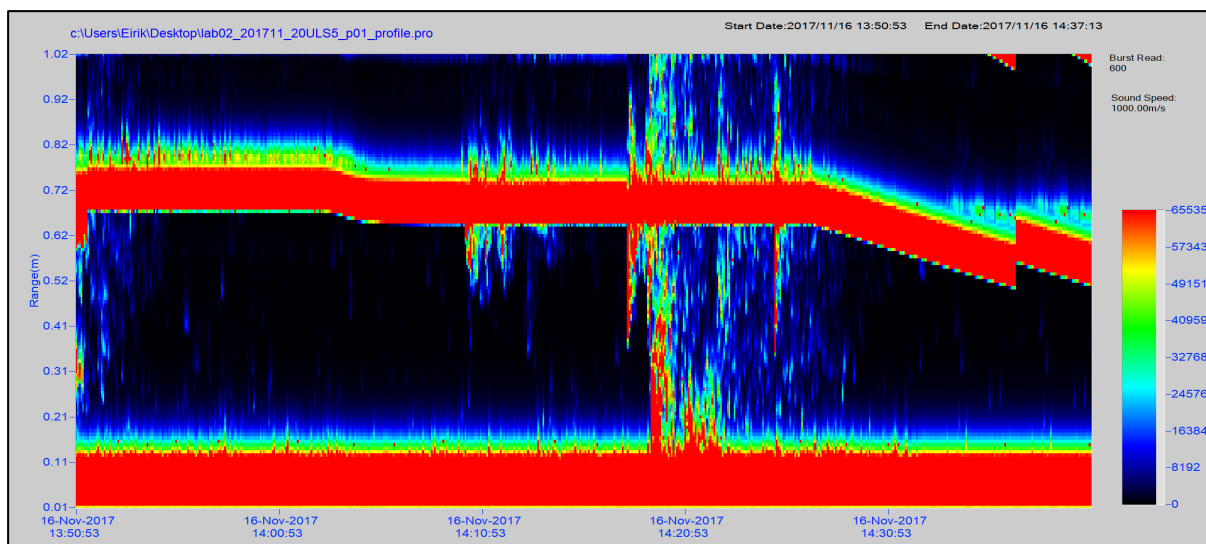 c:\Users\Eirik\Desktop\lab02_201711_20ULS5_p01_profile.pro
Start Date:2017/11/16 13:50:53 End Date:2017/11/16 14:37:13
Burst Read:
600
Sound Speed:
1000.00m/s
Range(m)
1.02
0.92
0.82
0.72
0.62
0.52
0.41
0.31
0.21
0.11
0.01
65535
57343
49151
40959
32768
24576
16384
8192
0
16-Nov-2017 16-Nov-2017 16-Nov-2017 16-Nov-2017 16-Nov-2017
13:50:53 14:00:53 14:10:53 14:20:53 14:30:53